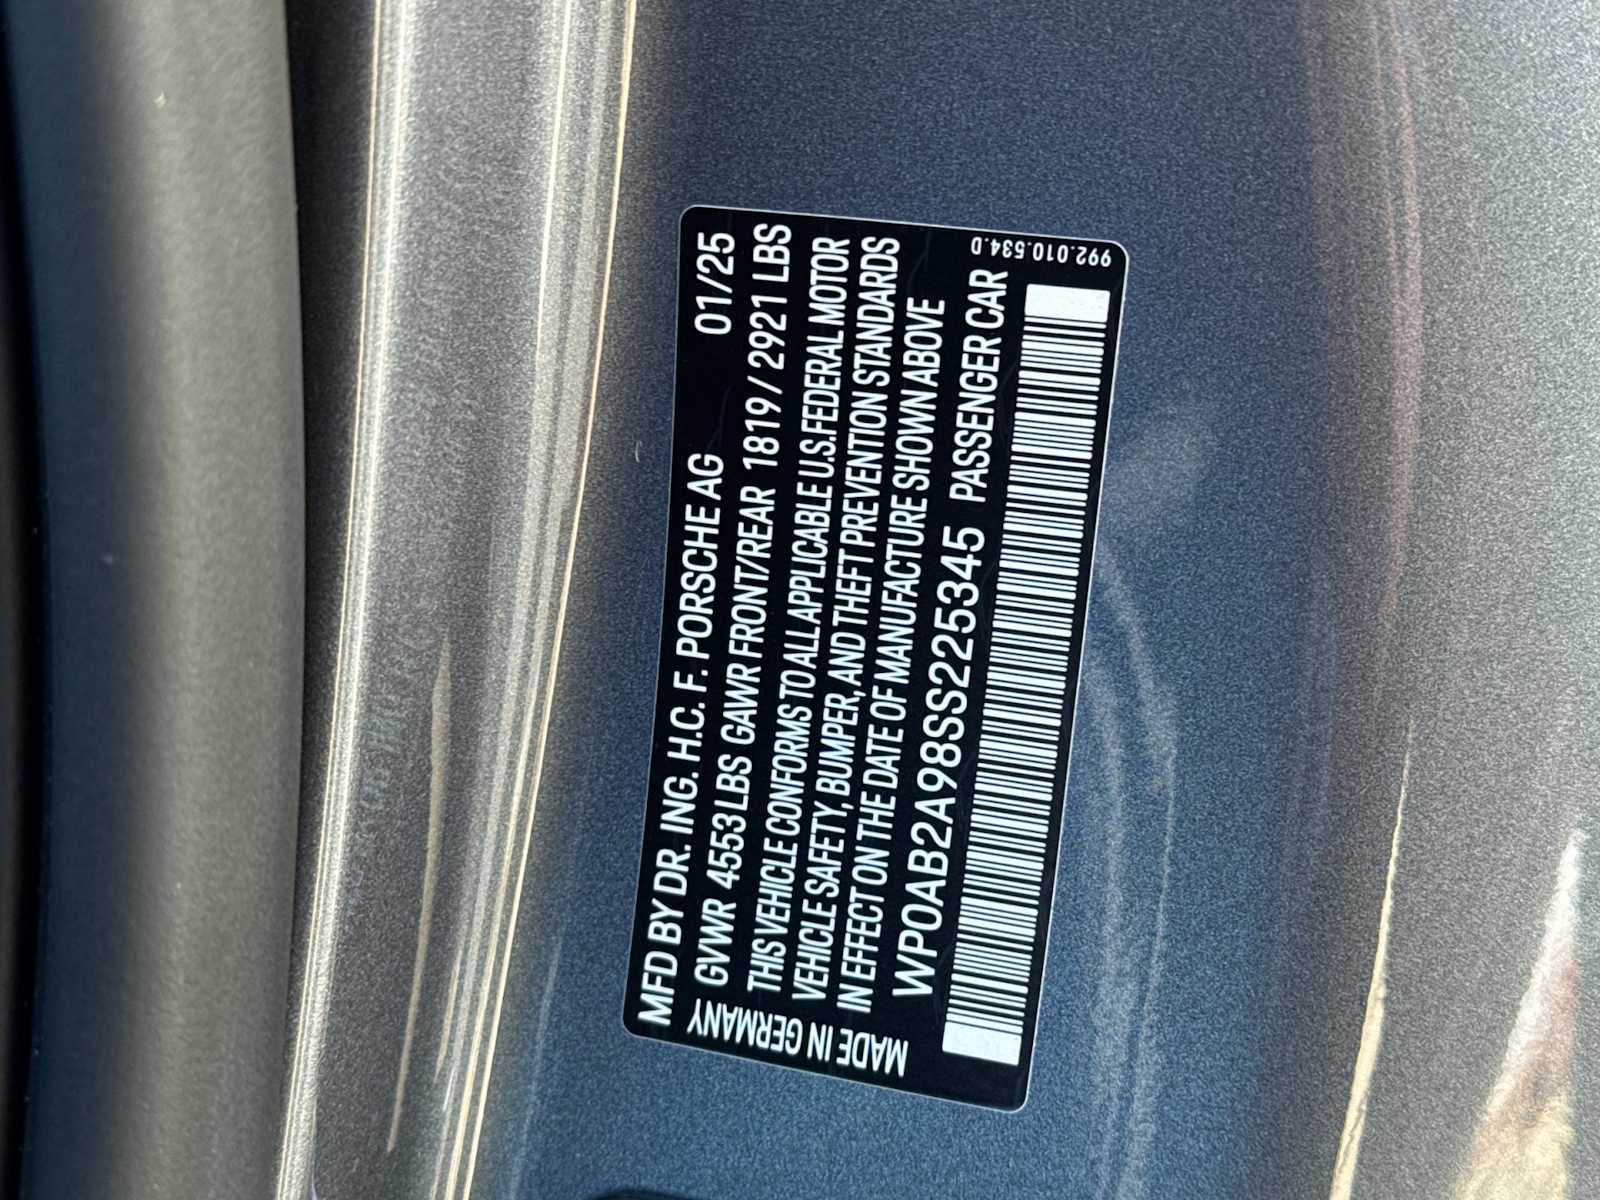 MFD BY DR. ING. H.C. F. PORSCHE AG 01/25
GVWR 4553 LBS GAWR FRONT/REAR 1819/2921 LBS
THIS VEHICLE CONFORMS TO ALL APPLICABLE U.S. FEDERAL MOTOR
VEHICLE SAFETY, BUMPER, AND THEFT PREVENTION STANDARDS
IN EFFECT ON THE DATE OF MANUFACTURE SHOWN ABOVE
WP0AB2A98SS225345 PASSENGER CAR
MADE IN GERMANY
992.010.534.D